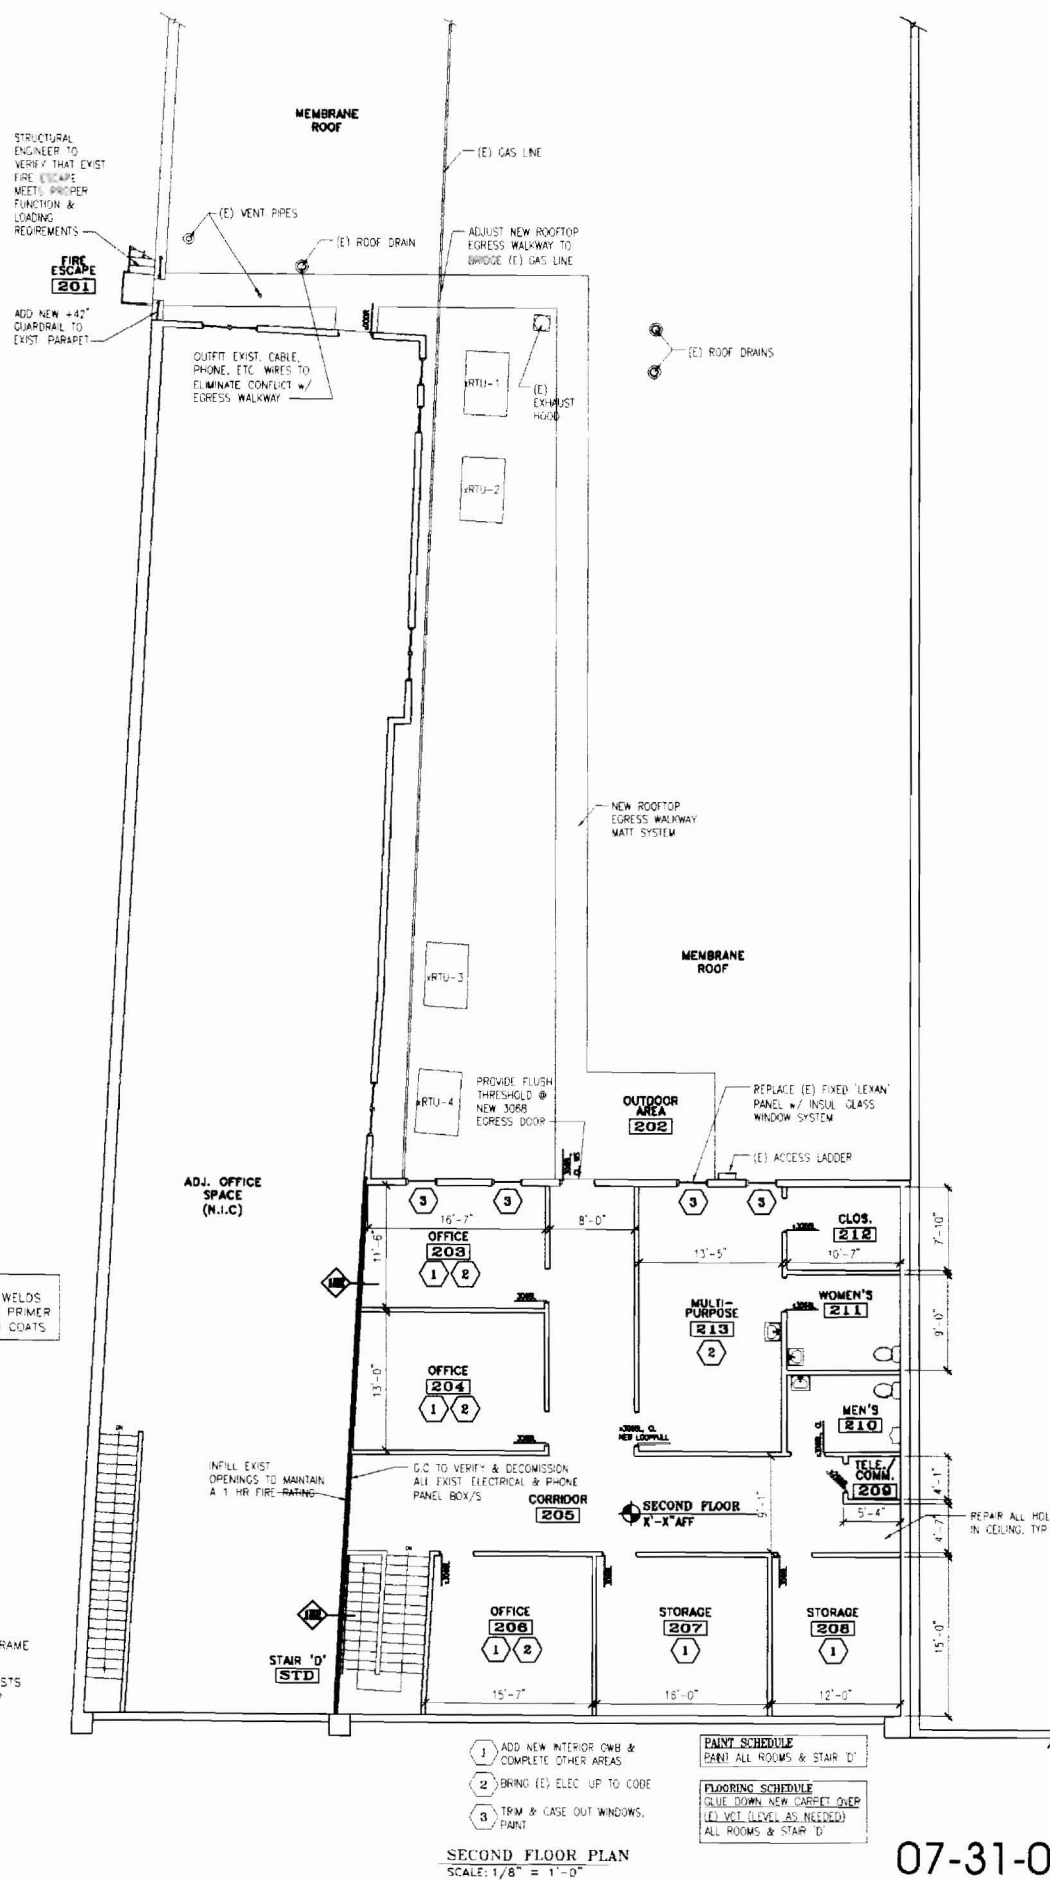 MEMBRANE
ROOF
STRUCTURAL
ENGINEER TO
VERIFY THAT EXIST
FIRE ESCAPE
MEETS PROPER
FUNCTION &
LOADING
REQIREMENTS
(E) GAS LINE
(E) VENT PIPES
(E) ROOF DRAIN
ADJUST NEW ROOFTOP
EGRESS WALKWAY TO
BRIDGE (E) GAS LINE
FIRE
ESCAPE
201
ADD NEW +42"
GUARDRAIL TO
EXIST PARAPET
OUTFIT EXIST. CABLE,
PHONE, ETC WIRES TO
ELIMINATE CONFLICT w/
EGRESS WALKWAY
(E) ROOF DRAINS
xRTU-1
(E)
EXHAUST
HOOD
xRTU-2
NEW ROOFTOP
EGRESS WALKWAY
MATT SYSTEM
xRTU-3
MEMBRANE
ROOF
xRTU-4
PROVIDE FLUSH
THRESHOLD @
NEW 3068
EGRESS DOOR
OUTDOOR
AREA
202
REPLACE (E) FIXED 'LEXAN'
PANEL w/ INSUL GLASS
WINDOW SYSTEM
(E) ACCESS LADDER
ADJ. OFFICE
SPACE
(N.I.C)
3
3
3
3
16'-7"
8'-0"
11'-6"
OFFICE
203
1 2
13'-5"
CLOS.
212
10'-7"
7'-10"
WELDS
PRIMER
COATS
MULTI-
PURPOSE
213
2
WOMEN'S
211
9'-0"
OFFICE
204
1 2
13'-0"
MEN'S
210
INFILL EXIST
OPENINGS TO MAINTAIN
A 1 HR FIRE RATING
G.C. TO VERIFY & DECOMISSION
ALL EXIST ELECTRICAL & PHONE
PANEL BOX/S
TELE./
COMM.
209
4'-1"
5'-4"
CORRIDOR
205
SECOND FLOOR
X'-X" AFF
9'-1"
4'-7"
REPAIR ALL HOL
IN CEILING, TYP
DN
DN
OFFICE
206
1 2
STORAGE
207
1
STORAGE
208
1
15'-0"
RAME
STS
STAIR 'D'
STD
15'-7"
16'-0"
12'-0"
1 ADD NEW INTERIOR GWB &
COMPLETE OTHER AREAS
2 BRING (E) ELEC UP TO CODE
3 TRIM & CASE OUT WINDOWS,
PAINT
PAINT SCHEDULE
PAINT ALL ROOMS & STAIR 'D'
FLOORING SCHEDULE
GLUE DOWN NEW CARPET OVER
(E) VCT (LEVEL AS NEEDED)
ALL ROOMS & STAIR 'D'
SECOND FLOOR PLAN
SCALE: 1/8" = 1'-0"
07-31-0